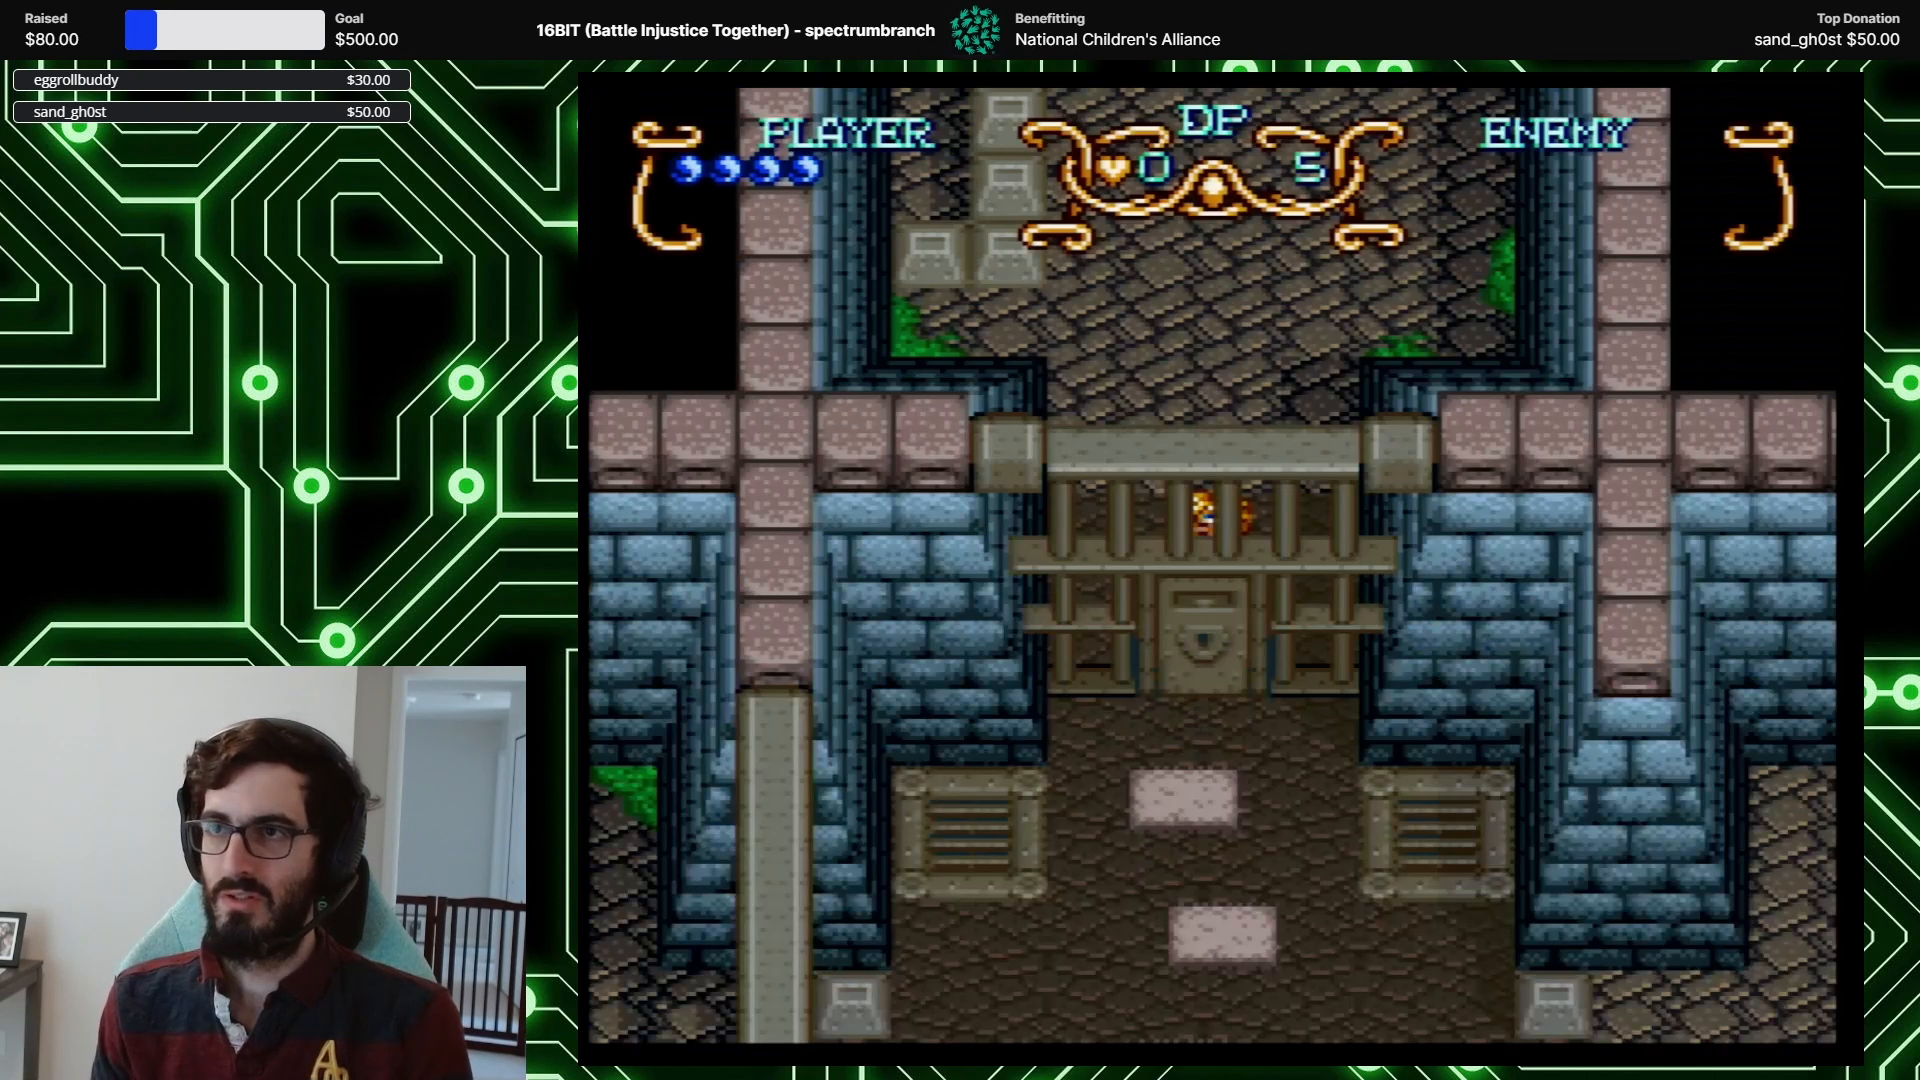 Raised
$80.00
Goal
$500.00
16BIT (Battle Injustice Together) - spectrumbranch
Benefitting
National Children's Alliance
Top Donation
sand_gh0st $50.00
eggrollbuddy $30.00
sand_gh0st $50.00
PLAYER
DP
ENEMY
0 5